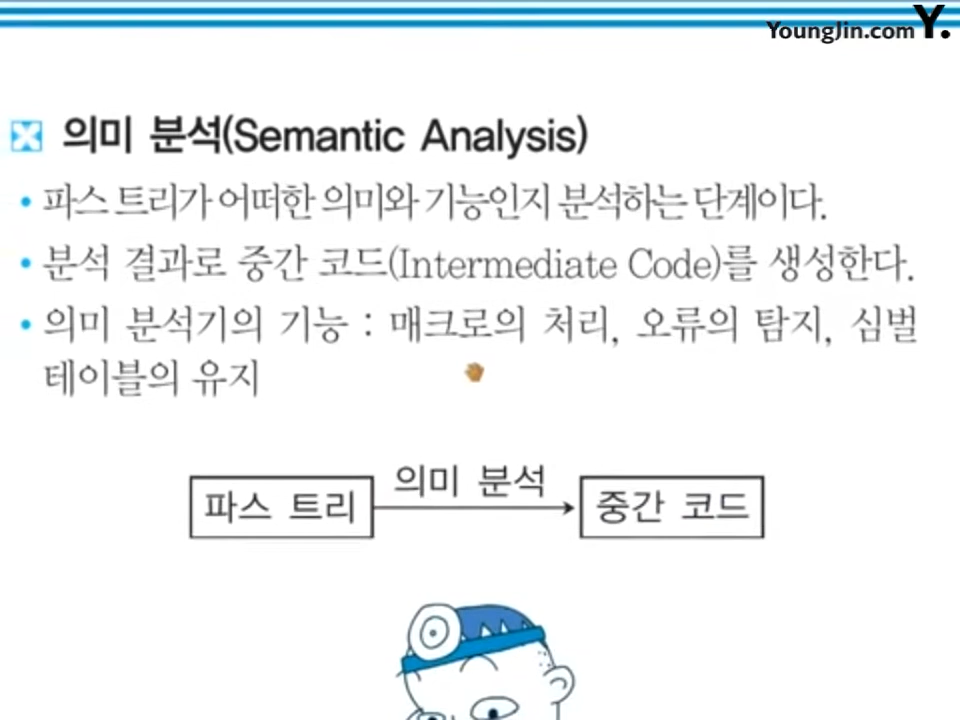 YoungJin.com Y.
의미 분석(Semantic Analysis)
• 파스 트리가 어떠한 의미와 기능인지 분석하는 단계이다.
• 분석 결과로 중간 코드(Intermediate Code)를 생성한다.
• 의미 분석기의 기능 : 매크로의 처리, 오류의 탐지, 심벌
테이블의 유지
의미 분석
파스 트리
중간 코드